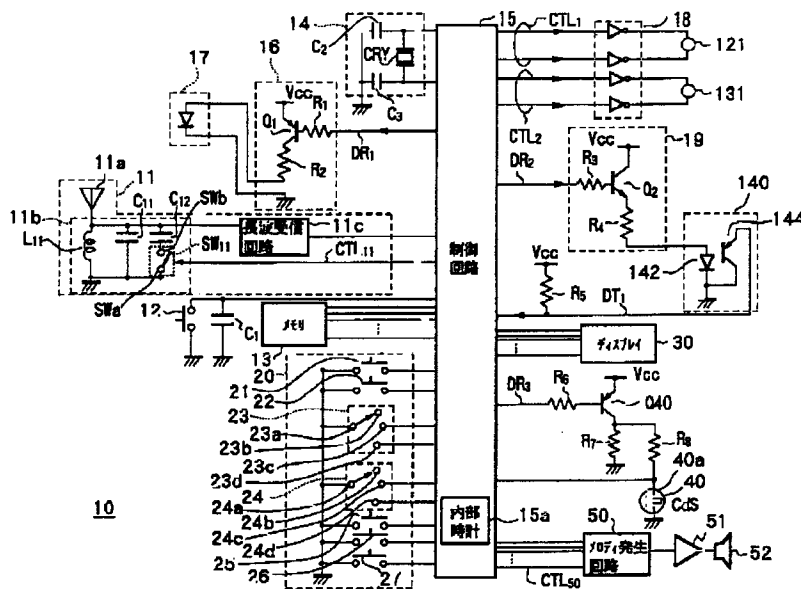 14
15
CTL1
18
C2
CRY
121
17
16
C3
131
VCC
Q1
R1
CTL2
19
DR1
R2
VCC
DR2
R3
Q2
140
11a
11
R4
144
C11
C12
SWb
11b
長波受信
回路
11c
L11
SW11
制御
回路
142
CTL11
VCC
SWa
R5
DT1
12
C1
メモリ
13
ディスプレイ
30
20
21
22
VCC
DR3
R6
Q40
23
23a
23b
R7
R8
23c
23d
40a
24
40
24a
CdS
24b
10
内部
時計
15a
50
51
24c
24d
メロディ発生
回路
25
26
27
52
CTL50